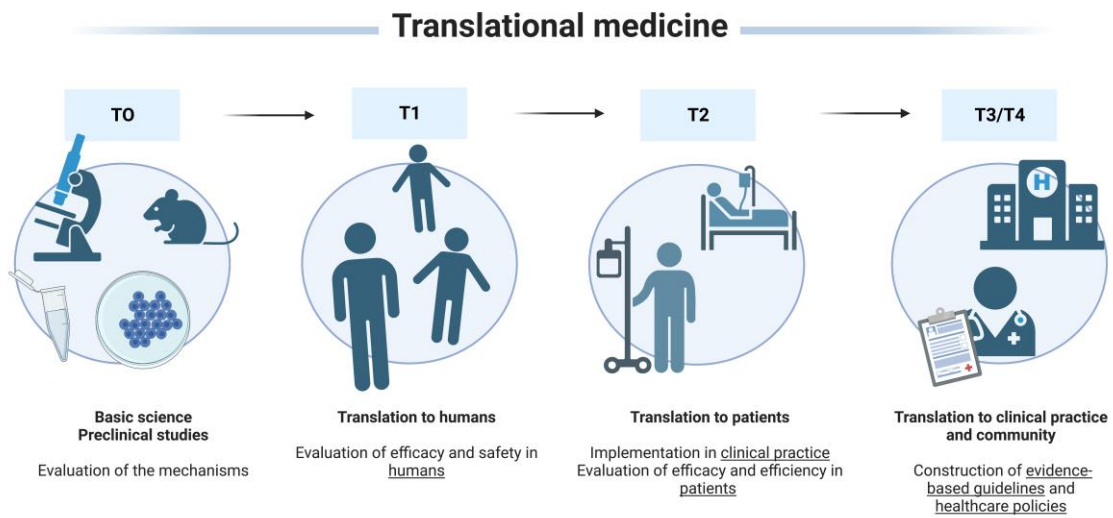 Translational medicine
T0
T1
T2
T3/T4
H
Basic science
Preclinical studies
Evaluation of the mechanisms
Translation to humans
Evaluation of efficacy and safety in
humans
Translation to patients
Implementation in clinical practice
Evaluation of efficacy and efficiency in
patients
Translation to clinical practice
and community
Construction of evidence-
based guidelines and
healthcare policies